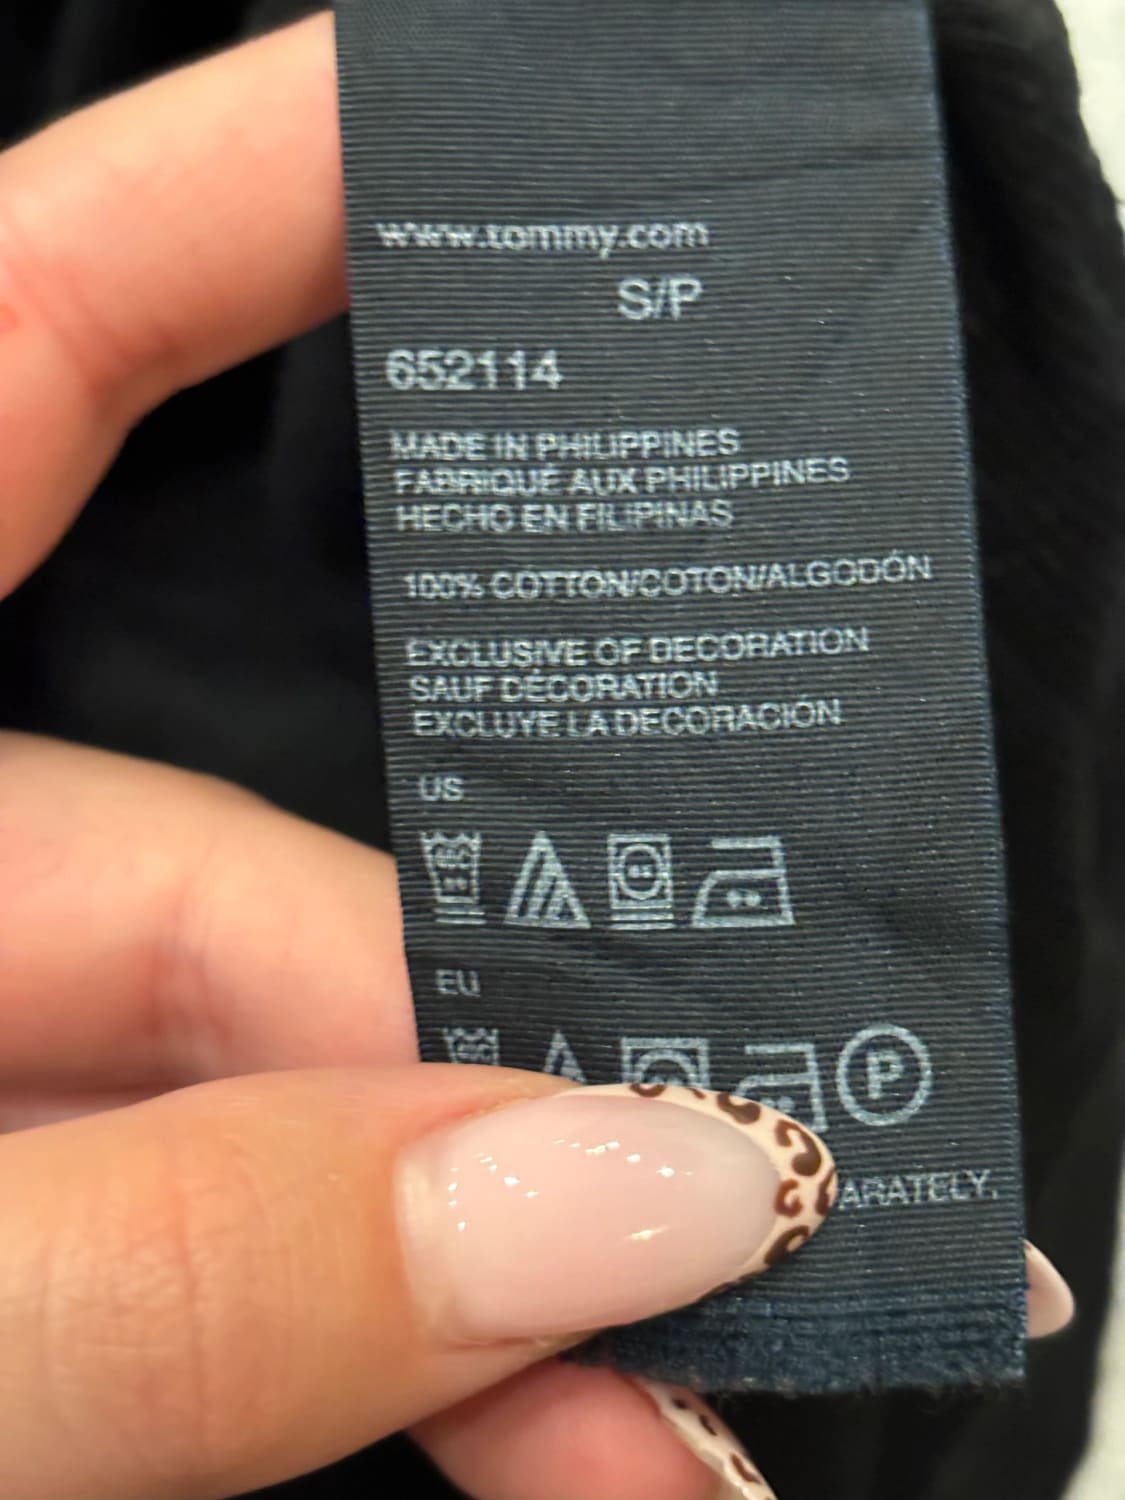 www.tommy.com
S/P
652114
MADE IN PHILIPPINES
FABRIQUÉ AUX PHILIPPINES
HECHO EN FILIPINAS
100% COTTON/COTON/ALGODÓN
EXCLUSIVE OF DECORATION
SAUF DÉCORATION
EXCLUYE LA DECORACIÓN
US
EU
P
ARATELY.